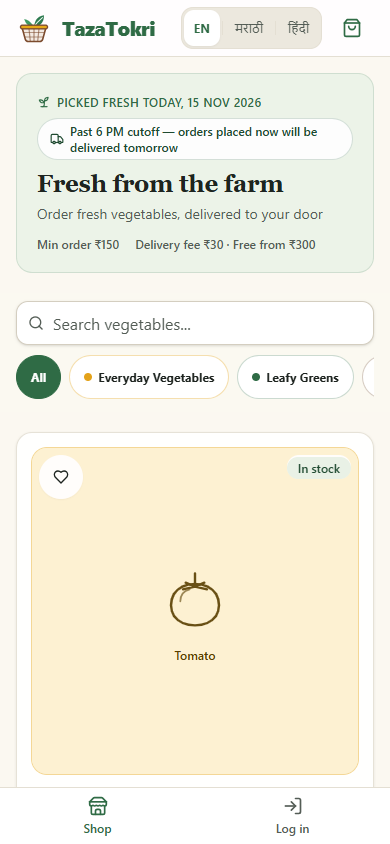 TazaTokri
EN
मराठी
हिंदी
PICKED FRESH TODAY, 15 NOV 2026
Past 6 PM cutoff — orders placed now will be
delivered tomorrow
Fresh from the farm
Order fresh vegetables, delivered to your door
Min order ₹150 Delivery fee ₹30 · Free from ₹300
Search vegetables...
All
Everyday Vegetables
Leafy Greens
In stock
Tomato
Shop
Log in